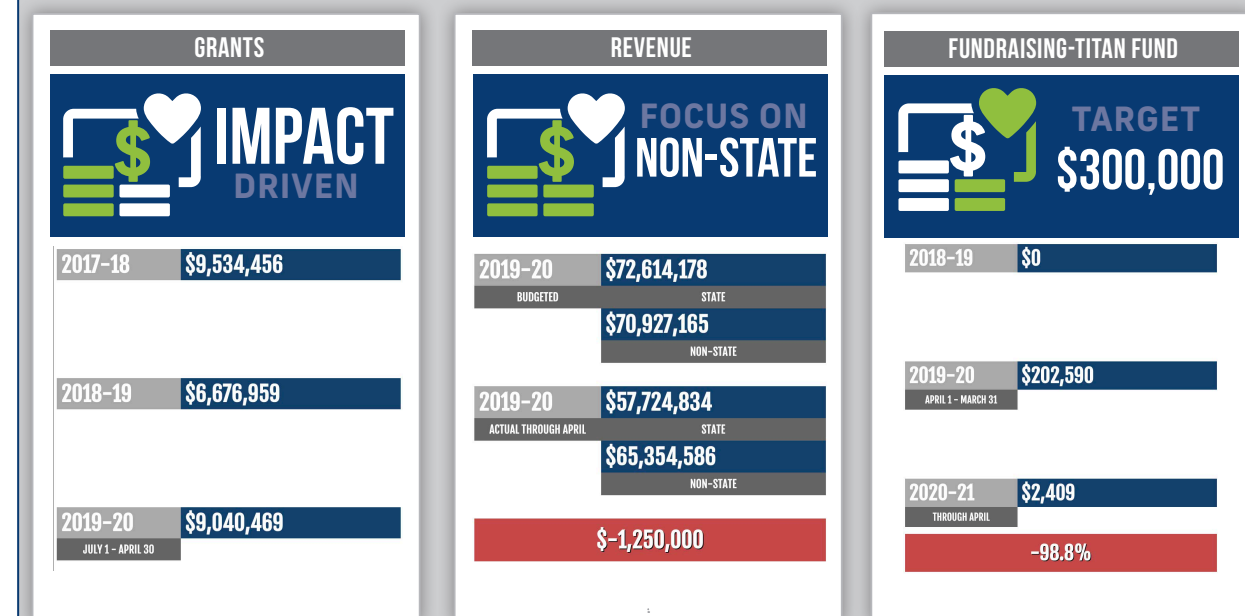 GRANTS
IMPACT
DRIVEN
2017-18 $9,534,456
2018-19 $6,676,959
2019-20 $9,040,469
JULY 1 - APRIL 30
REVENUE
FOCUS ON
NON-STATE
2019-20 $72,614,178
BUDGETED STATE
$70,927,165
NON-STATE
2019-20 $57,724,834
ACTUAL THROUGH APRIL STATE
$65,354,586
NON-STATE
$-1,250,000
FUNDRAISING-TITAN FUND
TARGET
$300,000
2018-19 $0
2019-20 $202,590
APRIL 1 - MARCH 31
2020-21 $2,409
THROUGH APRIL
-98.8%